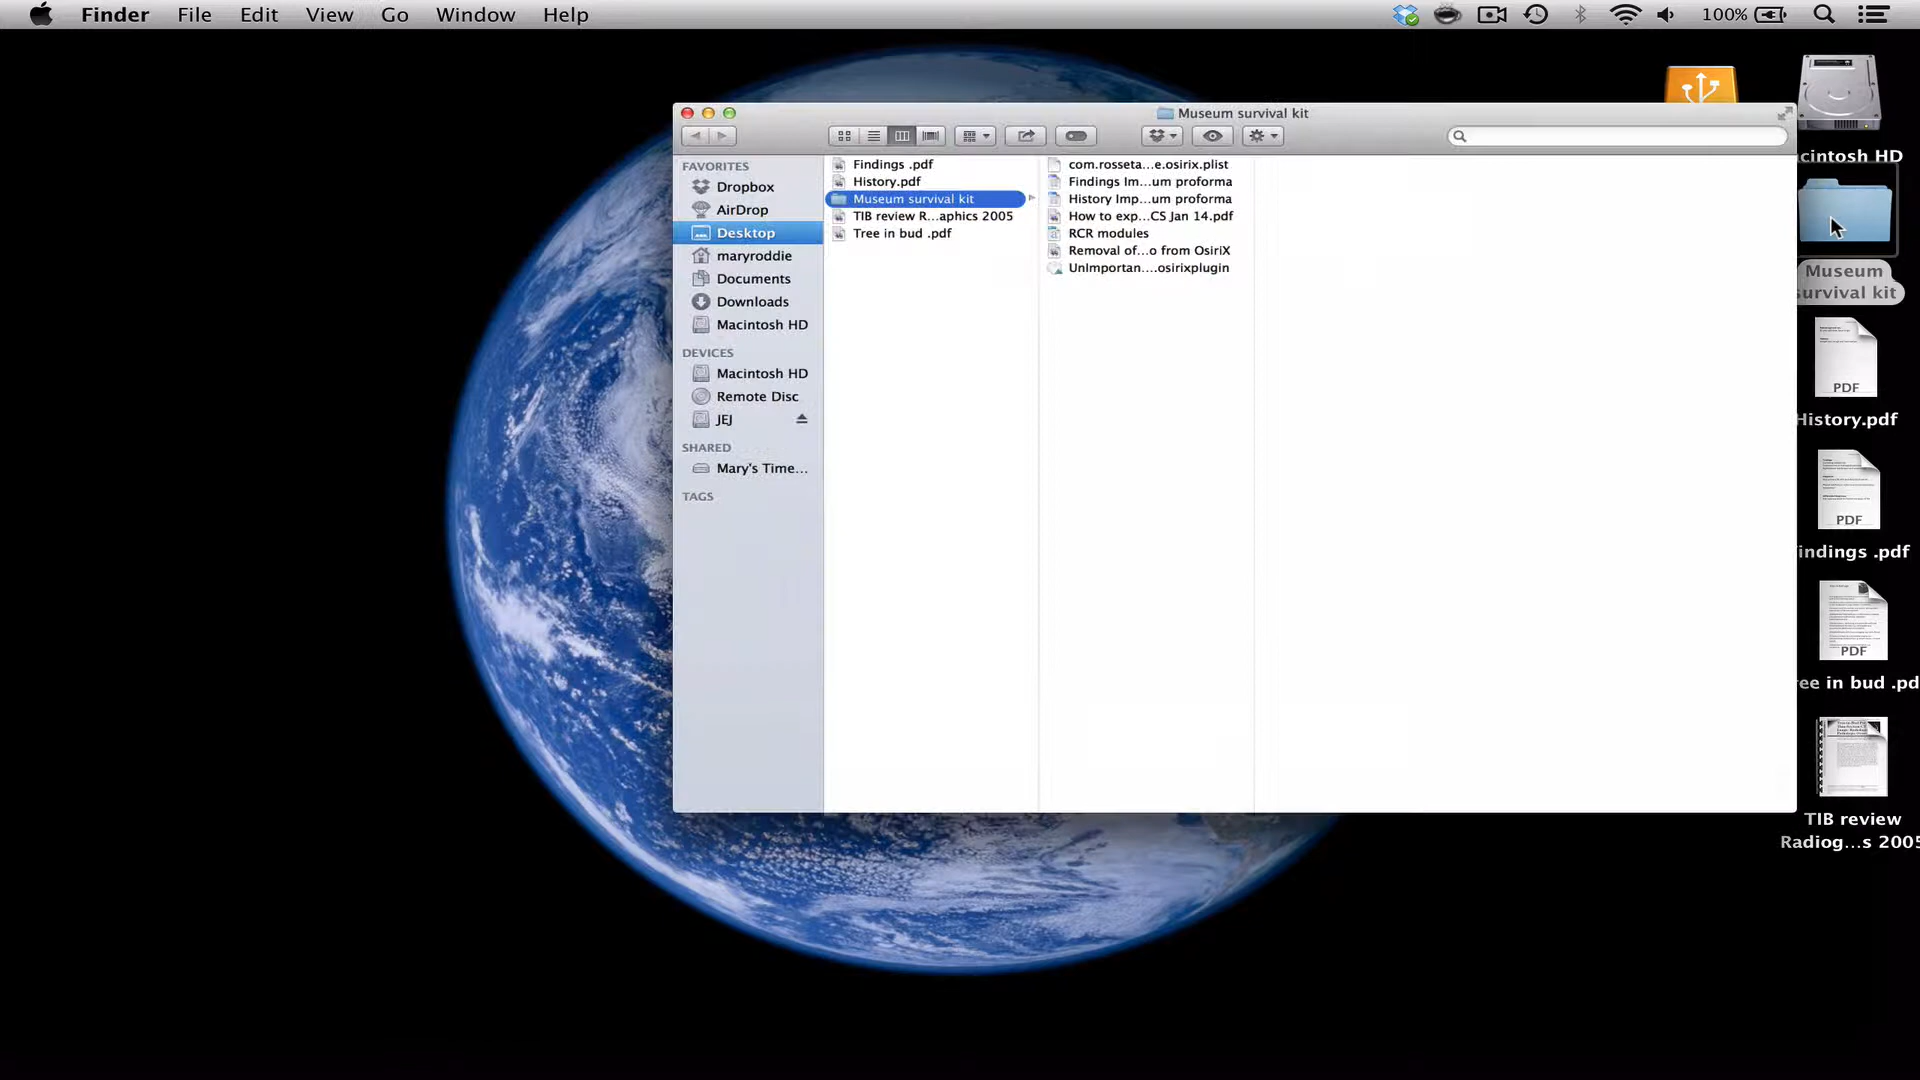 Finder File Edit View Go Window Help 100%
Museum survival kit
FAVORITES
Dropbox
AirDrop
Desktop
maryroddie
Documents
Downloads
Macintosh HD
DEVICES
Macintosh HD
Remote Disc
JEJ
SHARED
Mary's Time...
TAGS
Findings .pdf
History.pdf
Museum survival kit
TIB review R...aphics 2005
Tree in bud .pdf
com.rosseta...e.osirix.plist
Findings Im...um proforma
History Imp...um proforma
How to exp...CS Jan 14.pdf
RCR modules
Removal of...o from OsiriX
UnImportan....osirixplugin
cintosh HD
Museum
survival kit
PDF
History.pdf
PDF
indings .pdf
PDF
ree in bud .pd
TIB review
Radiog...s 2005